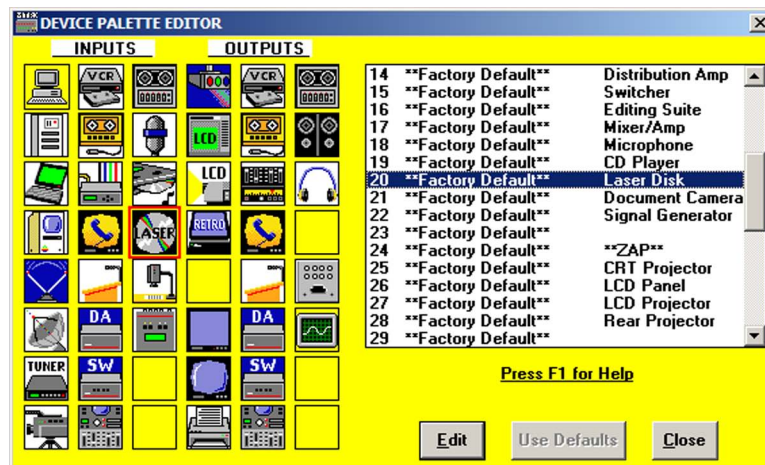 DEVICE PALETTE EDITOR
INPUTS OUTPUTS
VCR VCR
LCD
LCD
LASER RETRO
DA DA
TUNER SW SW
14 **Factory Default** Distribution Amp
15 **Factory Default** Switcher
16 **Factory Default** Editing Suite
17 **Factory Default** Mixer/Amp
18 **Factory Default** Microphone
19 **Factory Default** CD Player
20 **Factory Default** Laser Disk
21 **Factory Default** Document Camera
22 **Factory Default** Signal Generator
23 **Factory Default**
24 **Factory Default** **ZAP**
25 **Factory Default** CRT Projector
26 **Factory Default** LCD Panel
27 **Factory Default** LCD Projector
28 **Factory Default** Rear Projector
29 **Factory Default**
Press F1 for Help
Edit Use Defaults Close